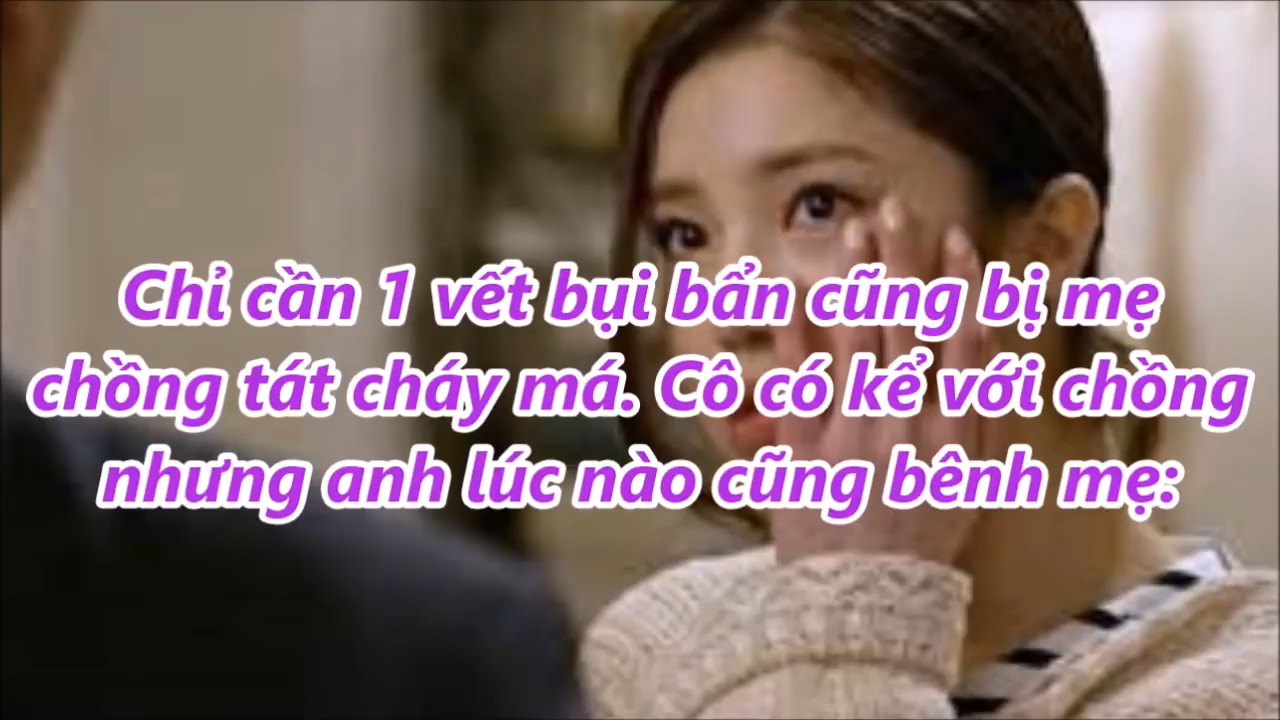 Chỉ cần 1 vết bụi bẩn cũng bị mẹ
chồng tát cháy má. Cô có kể với chồng
nhưng anh lúc nào cũng bênh mẹ: